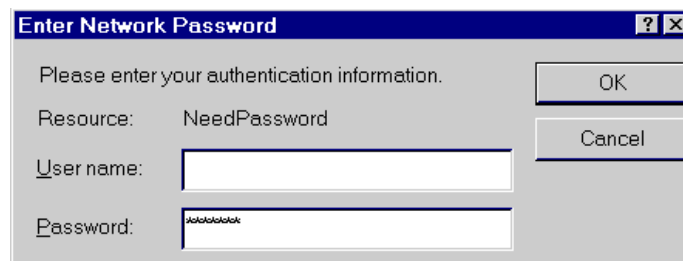 Enter Network Password
Please enter your authentication information.
OK
Resource: NeedPassword
Cancel
User name:
Password: ********